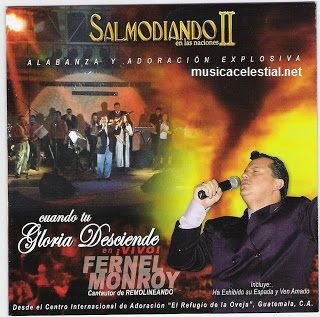 SALMODIANDO II
en las naciones
ALABANZA Y ADORACIÓN EXPLOSIVA
musicacelestial.net
cuando tu
Gloria Desciende
en ¡VIVO!
FERNEL
MONROY
Cantautor de REMOLINEANDO
Incluye:
Ha Exhibido su Espada y Ven Amado
Desde el Centro Internacional de Adoración "El Refugio de la Oveja", Guatemala, C.A.